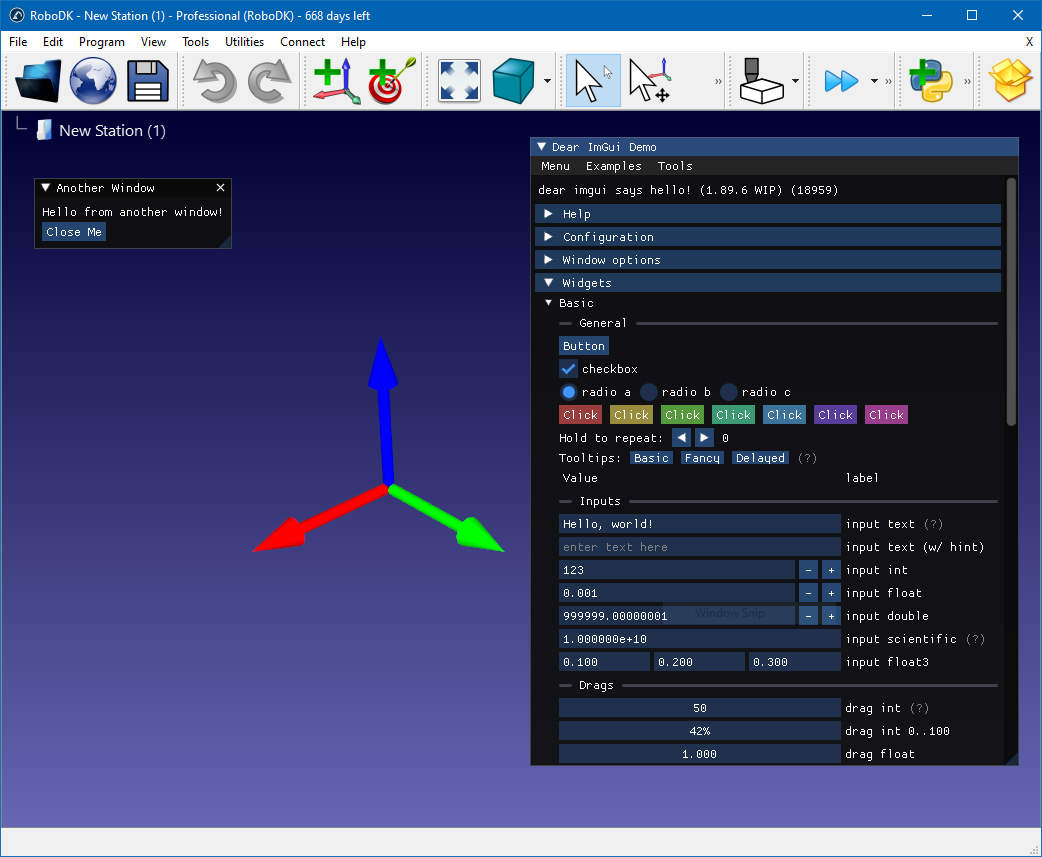 RoboDK - New Station (1) - Professional (RoboDK) - 668 days left
File Edit Program View Tools Utilities Connect Help X
New Station (1)
Another Window
Hello from another window!
Close Me
Dear ImGui Demo
Menu Examples Tools
dear imgui says hello! (1.89.6 WIP) (18959)
Help
Configuration
Window options
Widgets
Basic
General
Button
checkbox
radio a radio b radio c
Click Click Click Click Click Click Click
Hold to repeat: 0
Tooltips: Basic Fancy Delayed (?)
Value label
Inputs
Hello, world! input text (?)
enter text here input text (w/ hint)
123 - + input int
0.001 - + input float
Window Snip
999999.00000001 - + input double
1.000000e+10 input scientific (?)
0.100 0.200 0.300 input float3
Drags
50 drag int (?)
42% drag int 0..100
1.000 drag float